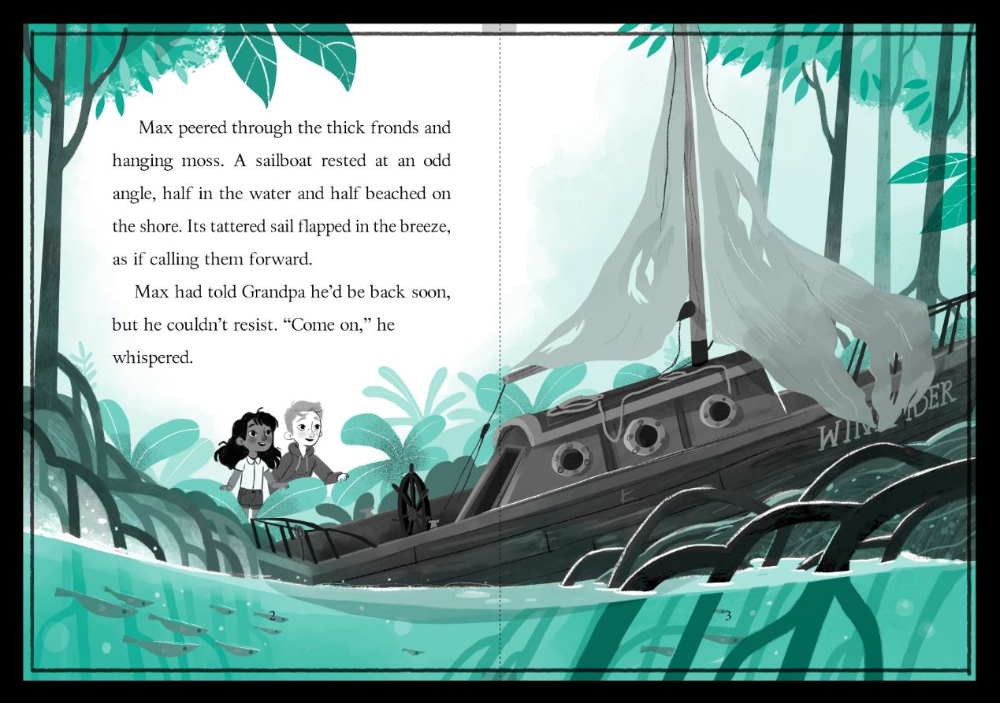 Max peered through the thick fronds and
hanging moss. A sailboat rested at an odd
angle, half in the water and half beached on
the shore. Its tattered sail flapped in the breeze,
as if calling them forward.
Max had told Grandpa he’d be back soon,
but he couldn’t resist. “Come on,” he
whispered.
2
WIN IDER
3